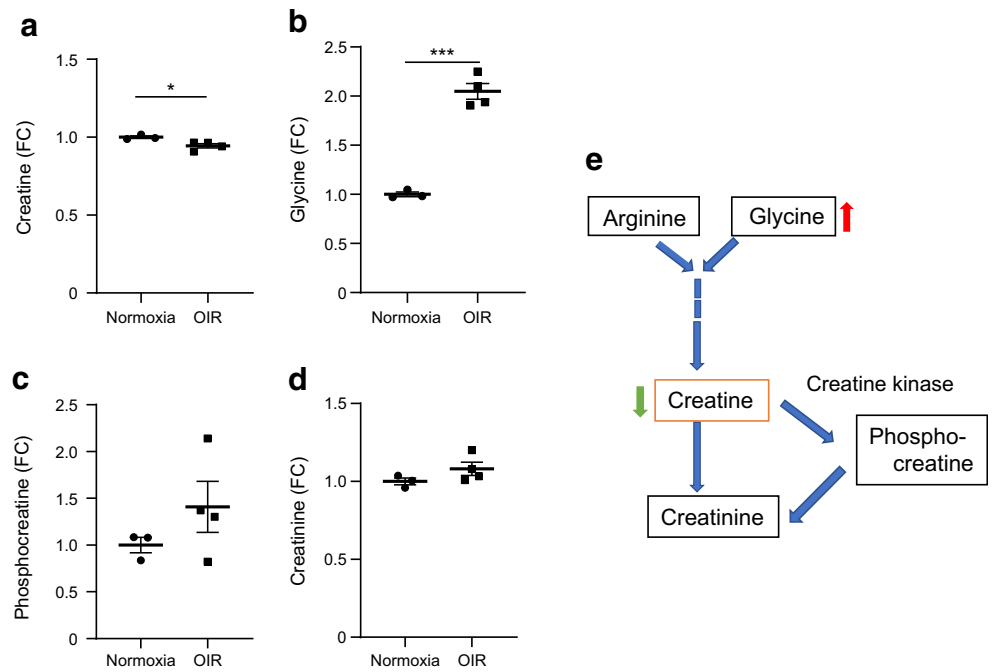 a
Creatine (FC)
1.5
1.0
0.5
0
*
Normoxia OIR
b
Glycine (FC)
2.5
2.0
1.5
1.0
0.5
0
***
Normoxia OIR
c
Phosphocreatine (FC)
2.5
2.0
1.5
1.0
0.5
0
Normoxia OIR
d
Creatinine (FC)
1.5
1.0
0.5
0
Normoxia OIR
e
Arginine
Glycine
Creatine
Creatine kinase
Phospho-
creatine
Creatinine